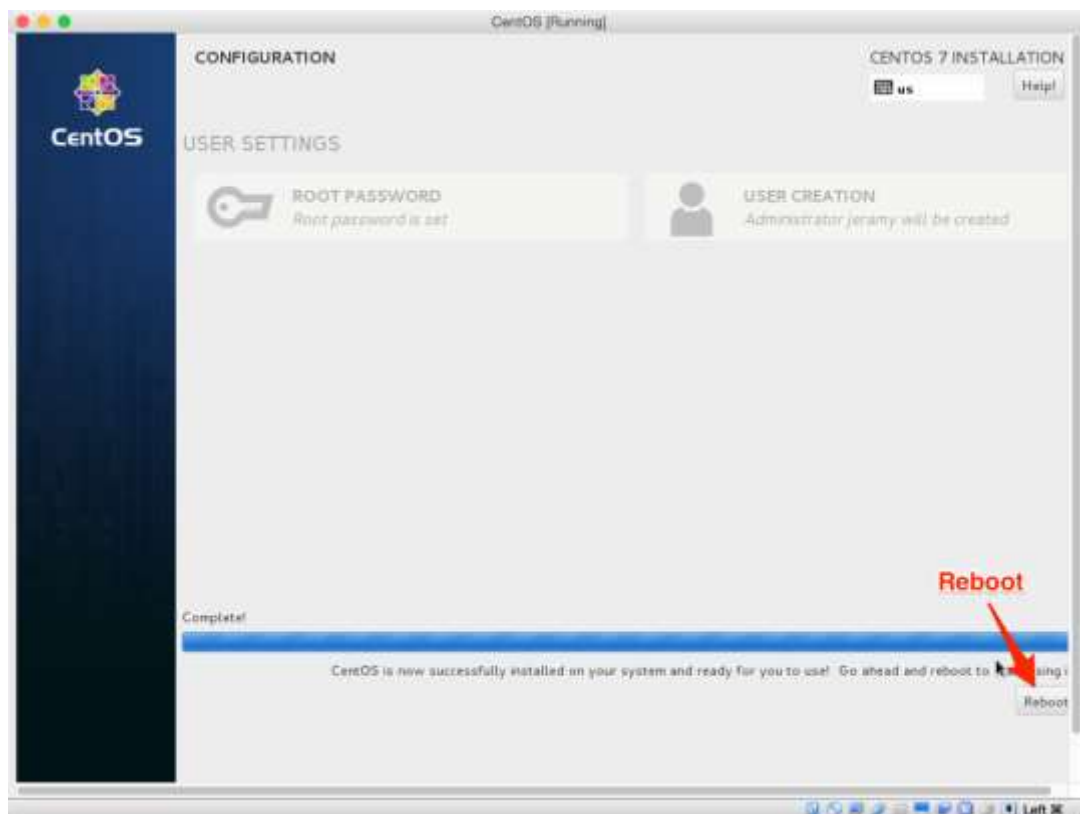 CentOS [Running]
CONFIGURATION
CENTOS 7 INSTALLATION
us
Help!
CentOS
USER SETTINGS
ROOT PASSWORD
Root password is set
USER CREATION
Administrator jeramy will be created
Reboot
Complete!
CentOS is now successfully installed on your system and ready for you to use! Go ahead and reboot to
Reboot
Left ⌘